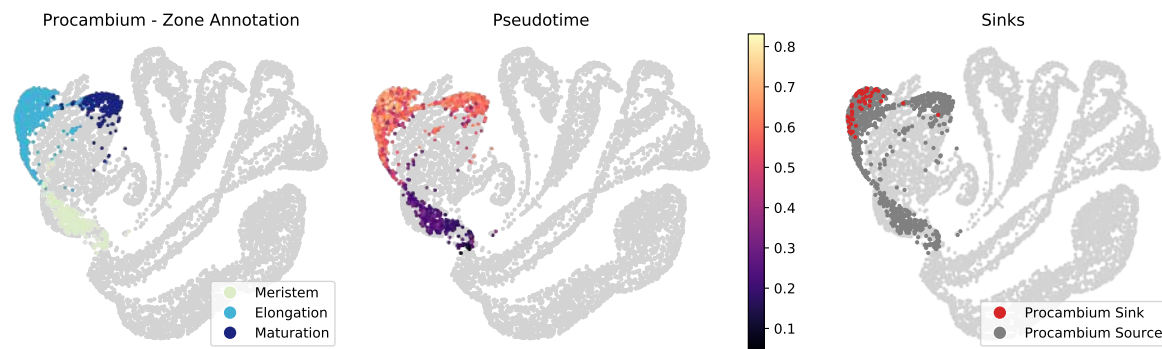 Procambium - Zone Annotation
Pseudotime
Sinks
0.8
0.7
0.6
0.5
0.4
0.3
0.2
0.1
Meristem
Elongation
Maturation
Procambium Sink
Procambium Source